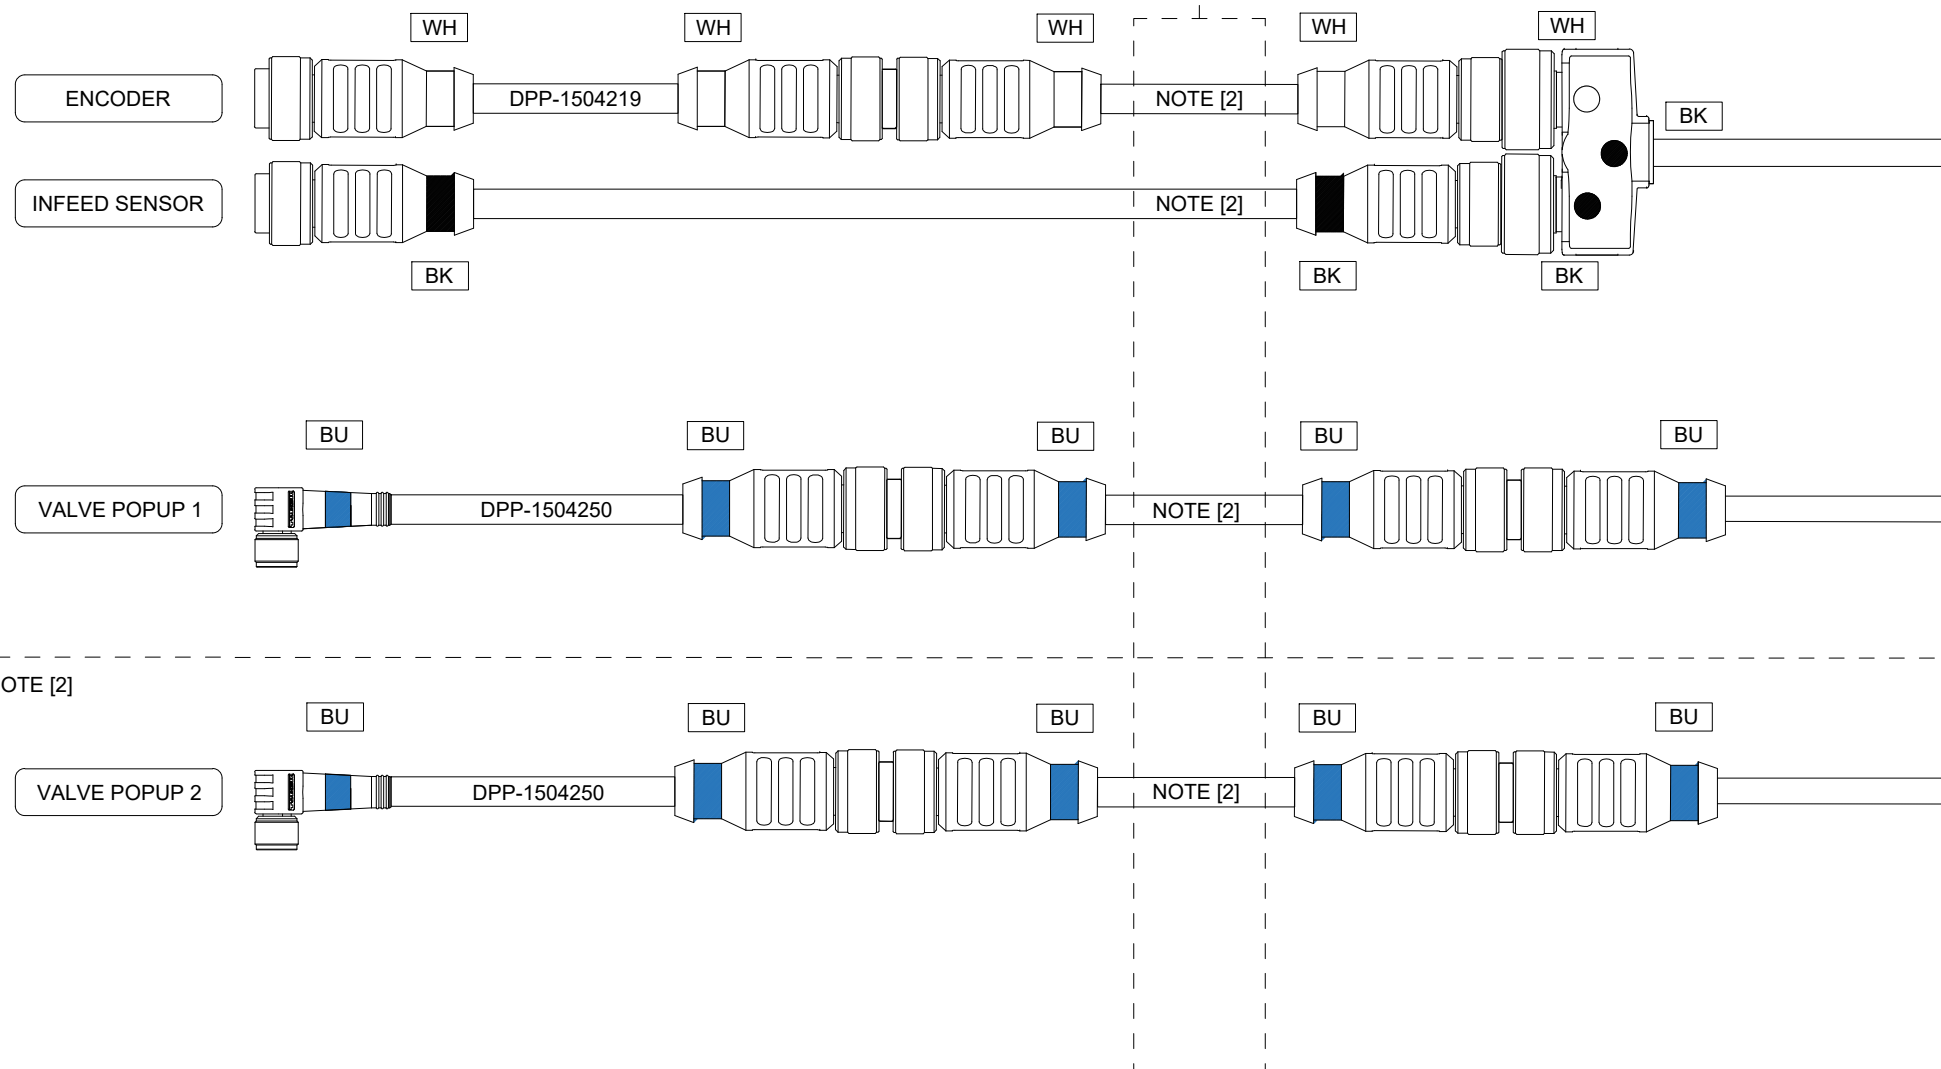 WH WH WH WH WH
ENCODER DPP-1504219 NOTE [2] BK
INFEED SENSOR NOTE [2]
BK BK BK
BU BU BU BU BU
VALVE POPUP 1 DPP-1504250 NOTE [2]
OTE [2]
BU BU BU BU BU
VALVE POPUP 2 DPP-1504250 NOTE [2]